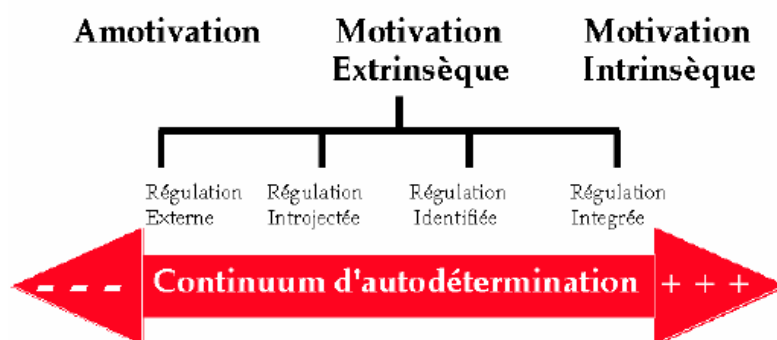 Amotivation
Motivation
Extrinsèque
Motivation
Intrinsèque
Régulation
Externe
Régulation
Introjectée
Régulation
Identifiée
Régulation
Integrée
- - - Continuum d'autodétermination + + +